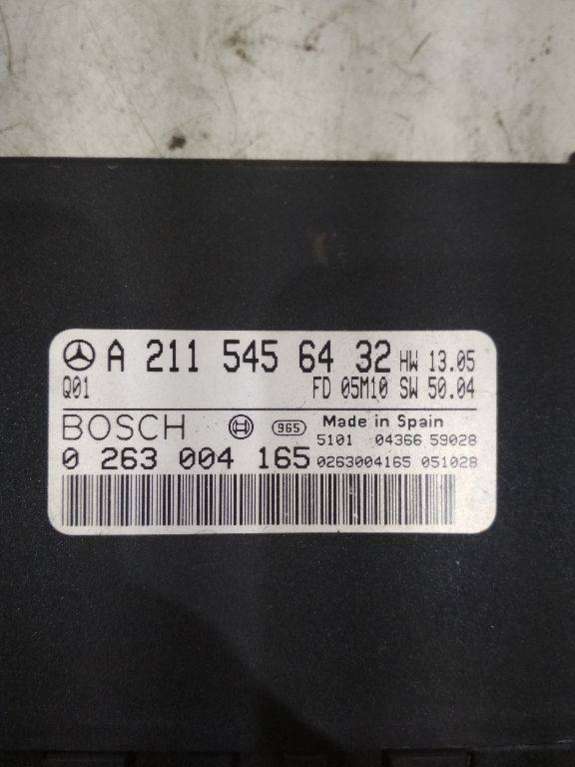 A 211 545 64 32 HW 13.05
Q01 FD 05M10 SW 50.04
BOSCH 965 Made in Spain
5101 04366 59028
0 263 004 165 0263004165 051028